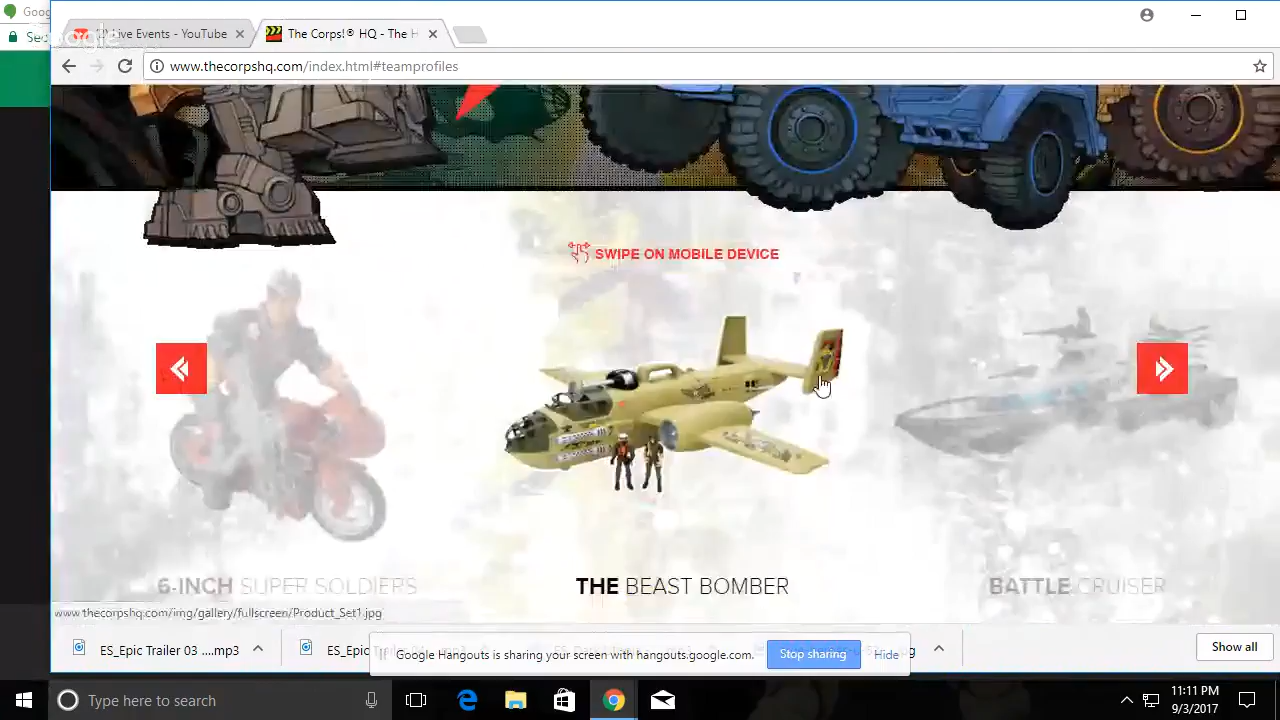 Goog
Live Events - YouTube
The Corps!® HQ - The H
Google
www.thecorpshq.com/index.html#teamprofiles
SWIPE ON MOBILE DEVICE
6-INCH SUPER SOLDIERS
THE BEAST BOMBER
BATTLE CRUISER
www.thecorpshq.com/img/gallery/fullscreen/Product_Set1.jpg
ES_Epic Trailer 03 ....mp3
ES_Epic
Google Hangouts is sharing your screen with hangouts.google.com.
Stop sharing
Hide
Show all
Type here to search
11:11 PM
9/3/2017